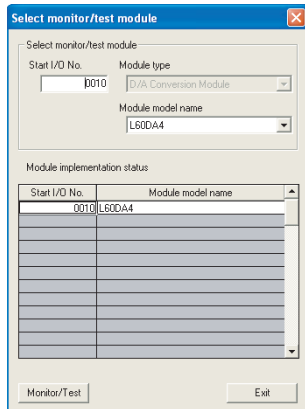 Select monitor/test module
Select monitor/test module
Start I/O No. Module type
0010 D/A Conversion Module
Module model name
L60DA4
Module implementation status
Start I/O No. Module model name
0010 L60DA4
Monitor/Test Exit